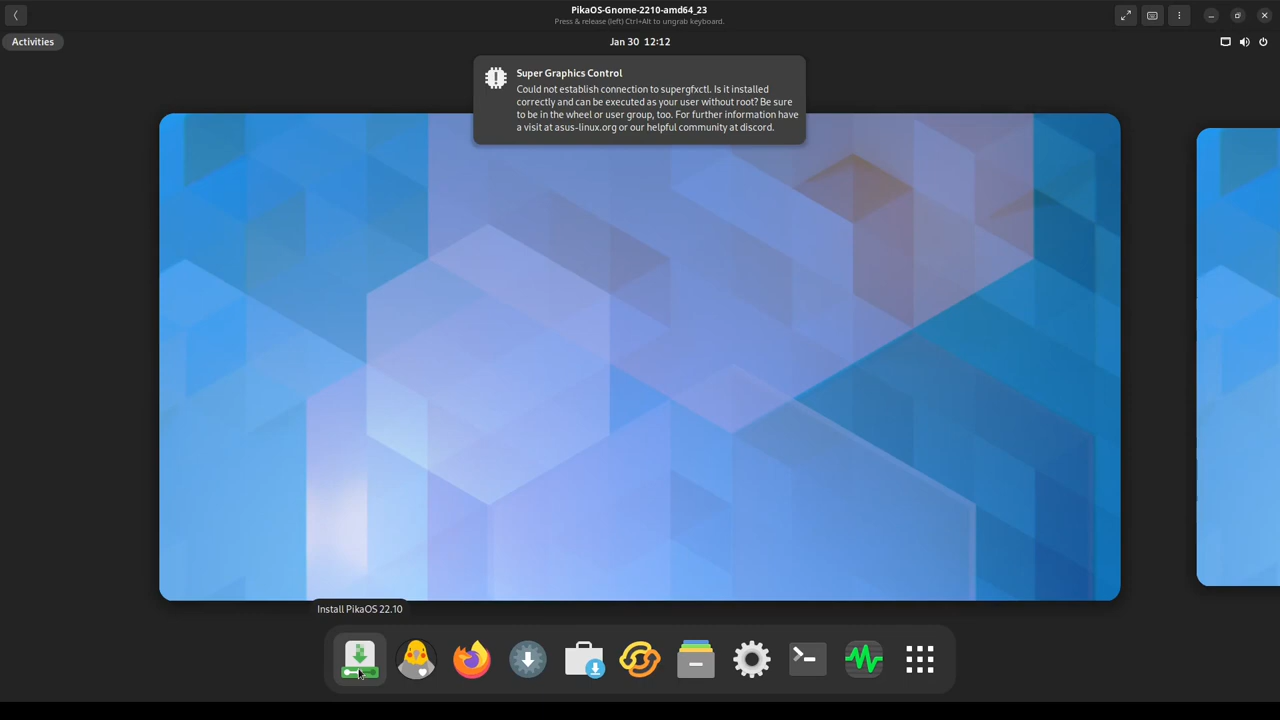 PikaOS-Gnome-2210-amd64_23
Press & release (left) Ctrl+Alt to ungrab keyboard.
Activities
Jan 30 12:12
Super Graphics Control
Could not establish connection to supergfxctl. Is it installed
correctly and can be executed as your user without root? Be sure
to be in the wheel or user group, too. For further information have
a visit at asus-linux.org or our helpful community at discord.
Install PikaOS 22.10